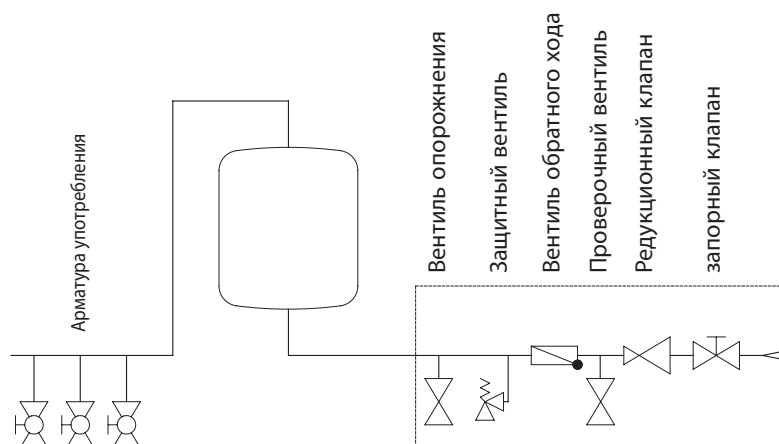 Арматура употребления
Вентиль опорожнения
Защитный вентиль
Вентиль обратного хода
Проверочный вентиль
Редукционный клапан
запорный клапан